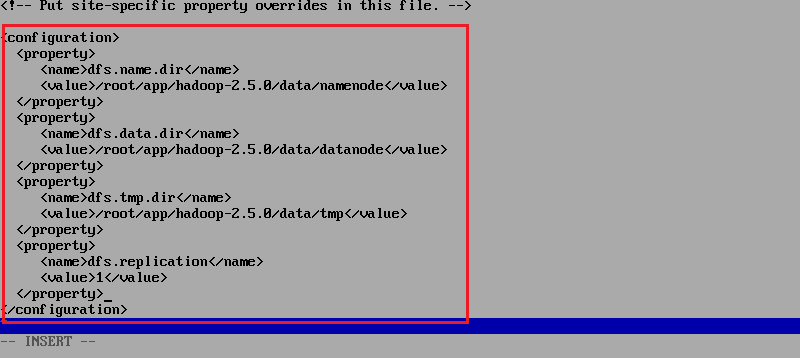 <!-- Put site-specific property overrides in this file. -->
<configuration>
<property>
<name>dfs.name.dir</name>
<value>/root/app/hadoop-2.5.0/data/namenode</value>
</property>
<property>
<name>dfs.data.dir</name>
<value>/root/app/hadoop-2.5.0/data/datanode</value>
</property>
<property>
<name>dfs.tmp.dir</name>
<value>/root/app/hadoop-2.5.0/data/tmp</value>
</property>
<property>
<name>dfs.replication</name>
<value>1</value>
</property>
</configuration>
-- INSERT --